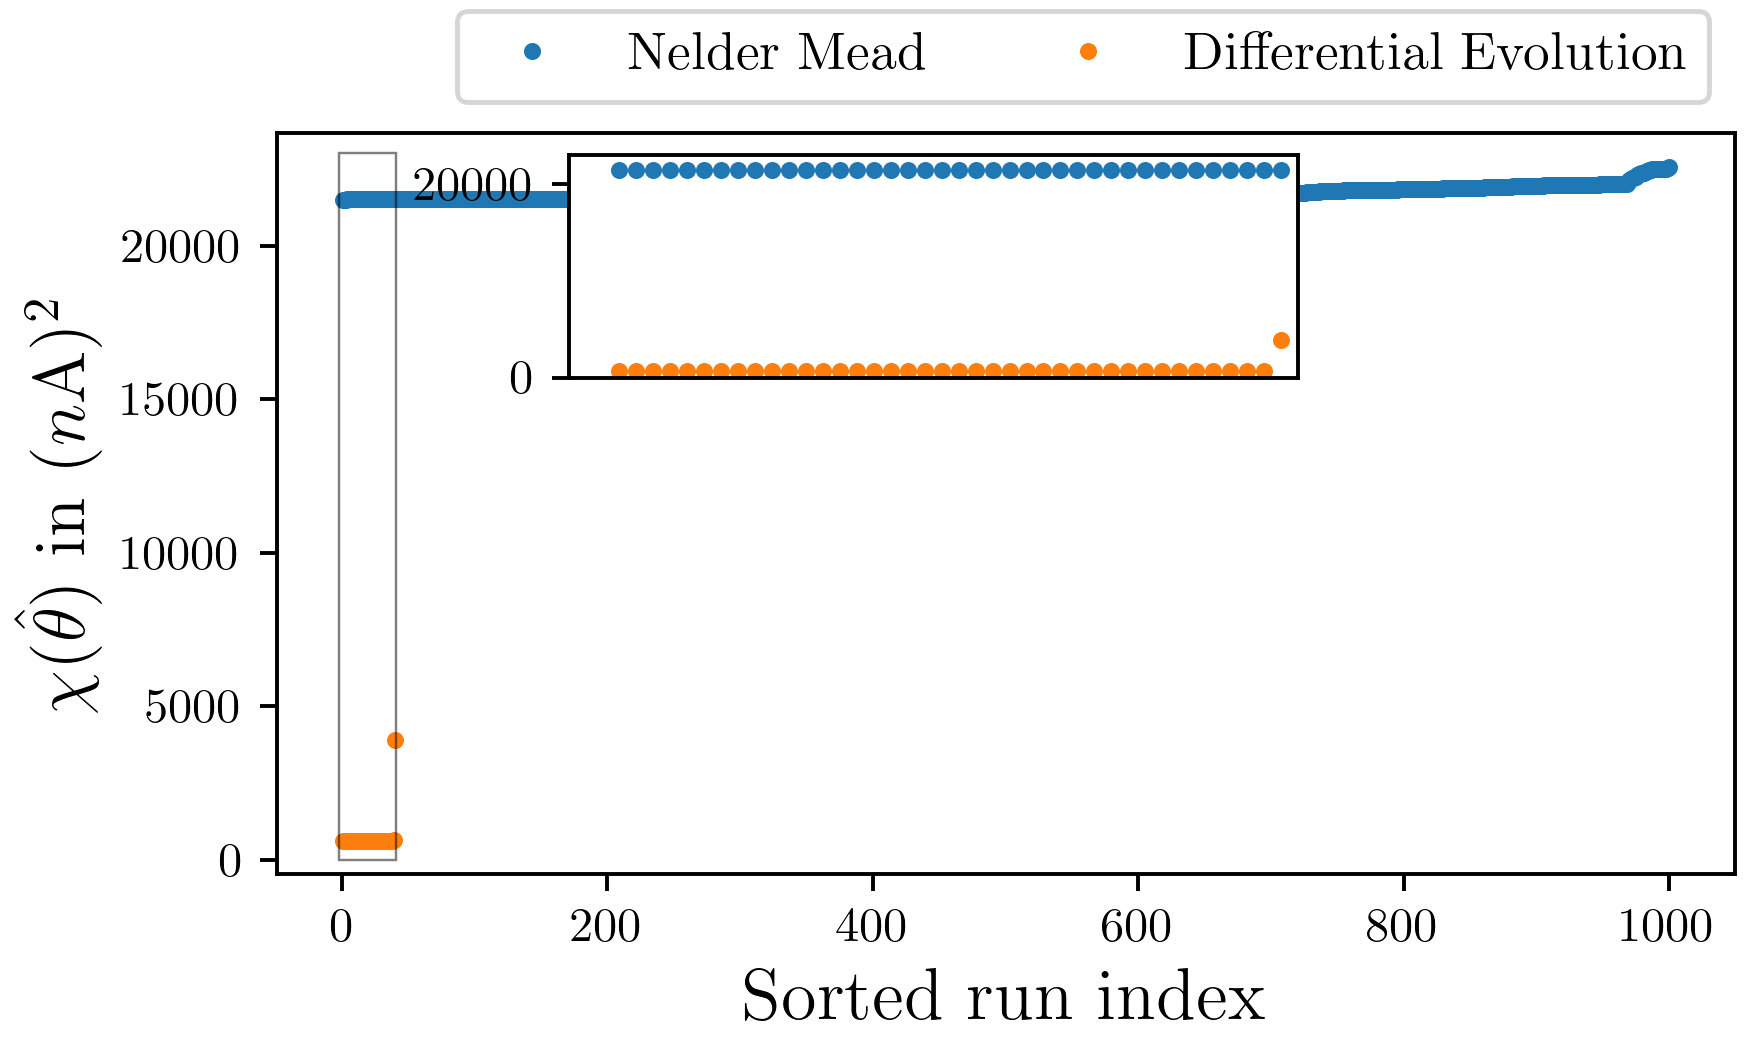 Nelder Mead
Differential Evolution
20000
0
20000
15000
10000
5000
0
χ(θ̂) in (nA)²
0 200 400 600 800 1000
Sorted run index